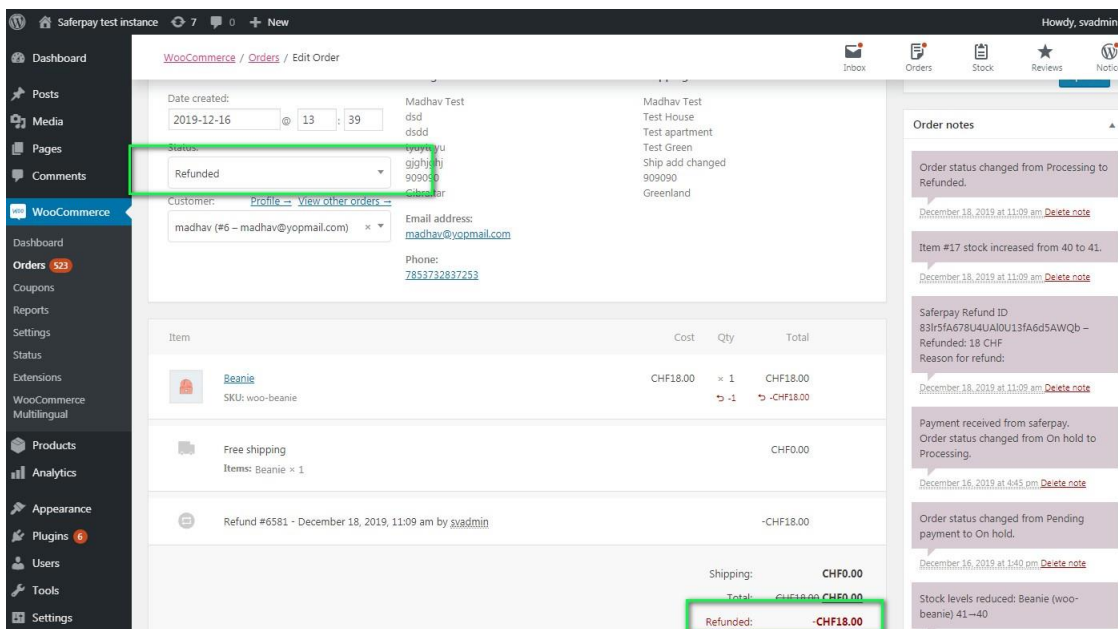 Saferpay test instance 7 0 + New Howdy, svadmin
Dashboard
Posts
Media
Pages
Comments
WooCommerce
Dashboard
Orders 523
Coupons
Reports
Settings
Status
Extensions
WooCommerce
Multilingual
Products
Analytics
Appearance
Plugins 6
Users
Tools
Settings
WooCommerce / Orders / Edit Order
Inbox
Orders
Stock
Reviews
Notic
Date created:
2019-12-16 @ 13 : 39
Status:
Refunded
Customer: Profile → View other orders →
madhav (#6 – madhav@yopmail.com) × 
Madhav Test
dsd
dsdd
909090
Gibraltar
Email address:
madhav@yopmail.com
Phone:
7853732837253
Madhav Test
Test House
Test apartment
Test Green
Ship add changed
909090
Greenland
Item Cost Qty Total
Beanie CHF18.00 × 1 CHF18.00
SKU: woo-beanie -1 -CHF18.00
Free shipping CHF0.00
Items: Beanie × 1
Refund #6581 - December 18, 2019, 11:09 am by svadmin -CHF18.00
Shipping: CHF0.00
Total: CHF18.00 CHF0.00
Refunded: -CHF18.00
Order notes
Order status changed from Processing to
Refunded.
December 18, 2019 at 11:09 am Delete note
Item #17 stock increased from 40 to 41.
December 18, 2019 at 11:09 am Delete note
Saferpay Refund ID
83lr5fA678U4UAl0U13fA6d5AWQb –
Refunded: 18 CHF
Reason for refund:
December 18, 2019 at 11:09 am Delete note
Payment received from saferpay.
Order status changed from On hold to
Processing.
December 16, 2019 at 4:45 pm Delete note
Order status changed from Pending
payment to On hold.
December 16, 2019 at 1:40 pm Delete note
Stock levels reduced: Beanie (woo-
beanie) 41→40